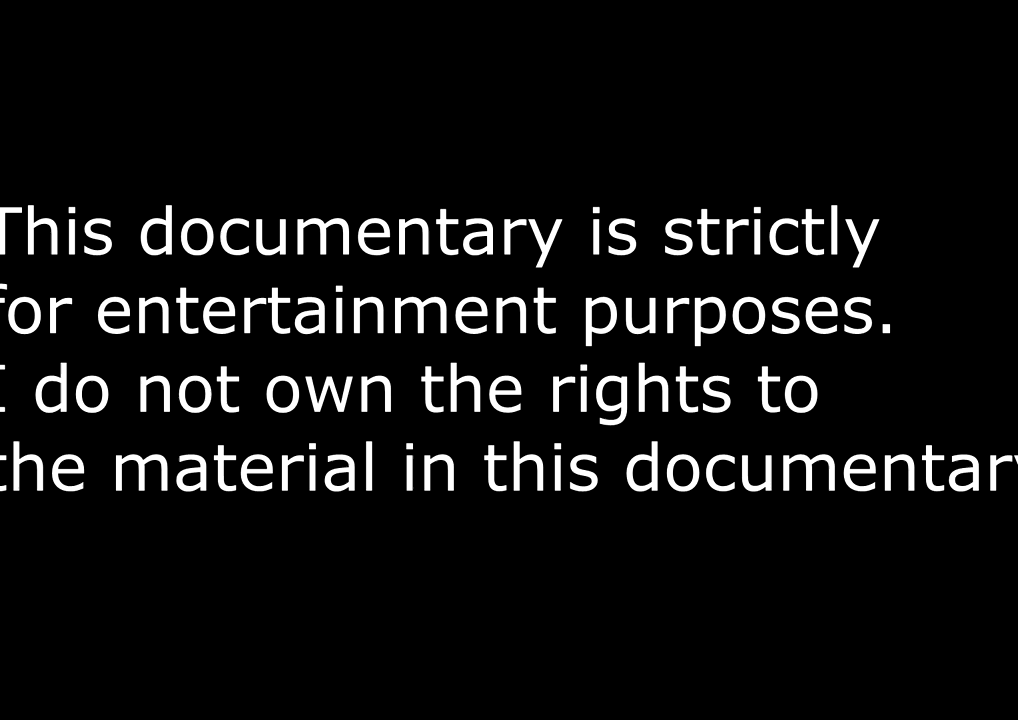 This documentary is strictly
for entertainment purposes.
I do not own the rights to
the material in this documentary